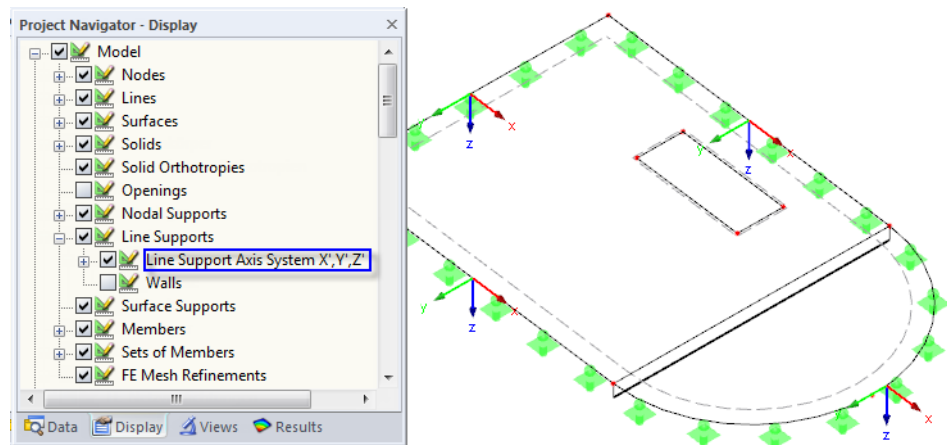 Project Navigator - Display
Model
Nodes
Lines
Surfaces
Solids
Solid Orthotropies
Openings
Nodal Supports
Line Supports
Line Support Axis System X',Y',Z'
Walls
Surface Supports
Members
Sets of Members
FE Mesh Refinements
Data Display Views Results
y x z
y x z
y x z
y x z